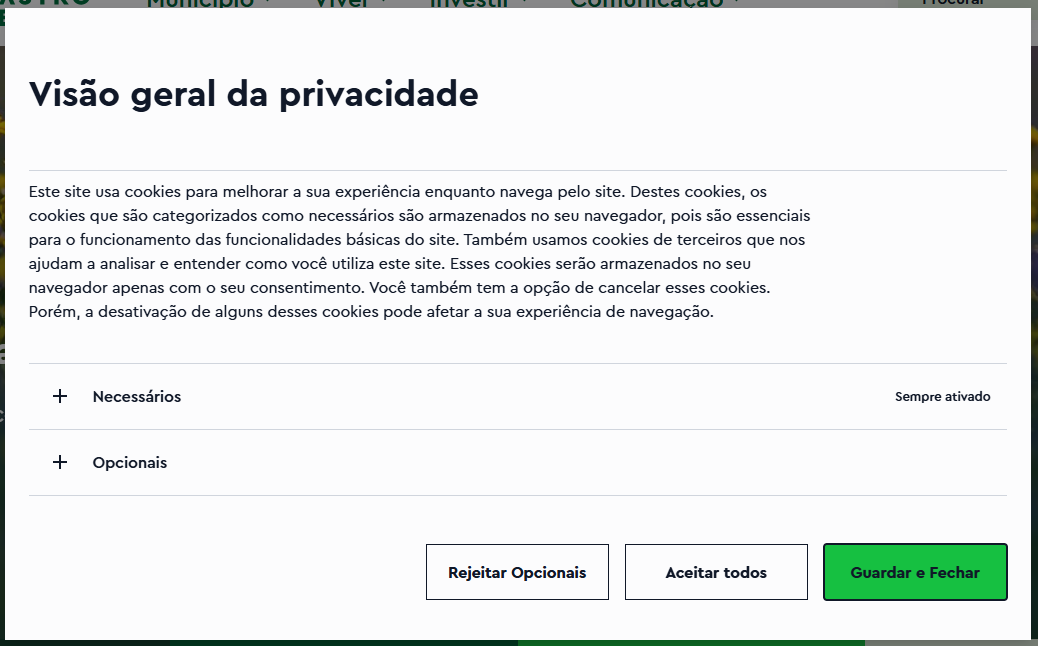 Município Viver Investir Comunicação Procurar
Visão geral da privacidade
Este site usa cookies para melhorar a sua experiência enquanto navega pelo site. Destes cookies, os
cookies que são categorizados como necessários são armazenados no seu navegador, pois são essenciais
para o funcionamento das funcionalidades básicas do site. Também usamos cookies de terceiros que nos
ajudam a analisar e entender como você utiliza este site. Esses cookies serão armazenados no seu
navegador apenas com o seu consentimento. Você também tem a opção de cancelar esses cookies.
Porém, a desativação de alguns desses cookies pode afetar a sua experiência de navegação.
Necessários Sempre ativado
Opcionais
Rejeitar Opcionais Aceitar todos Guardar e Fechar